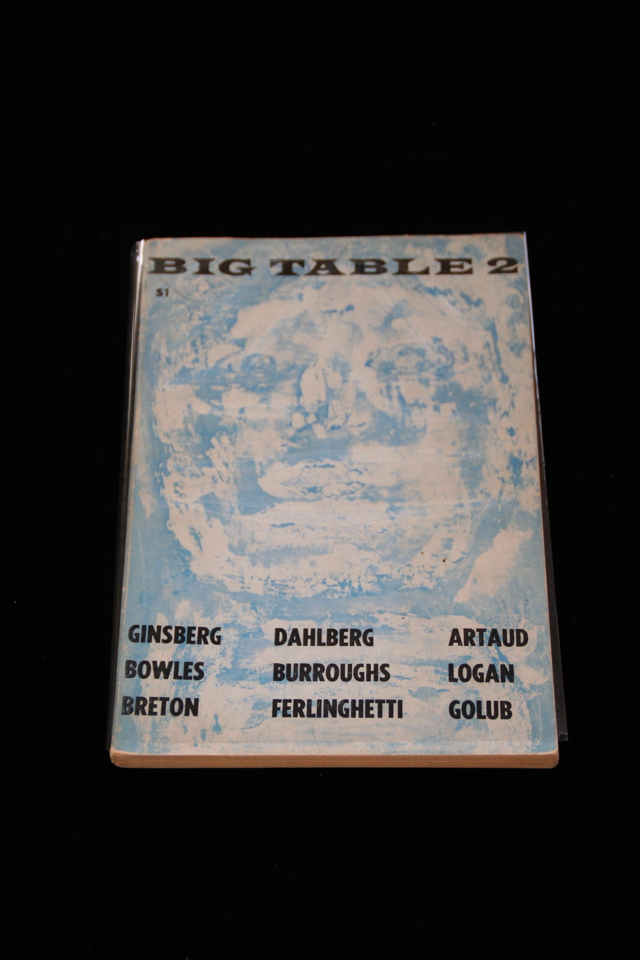 BIG TABLE 2
$1
GINSBERG DAHLBERG ARTAUD
BOWLES BURROUGHS LOGAN
BRETON FERLINGHETTI GOLUB